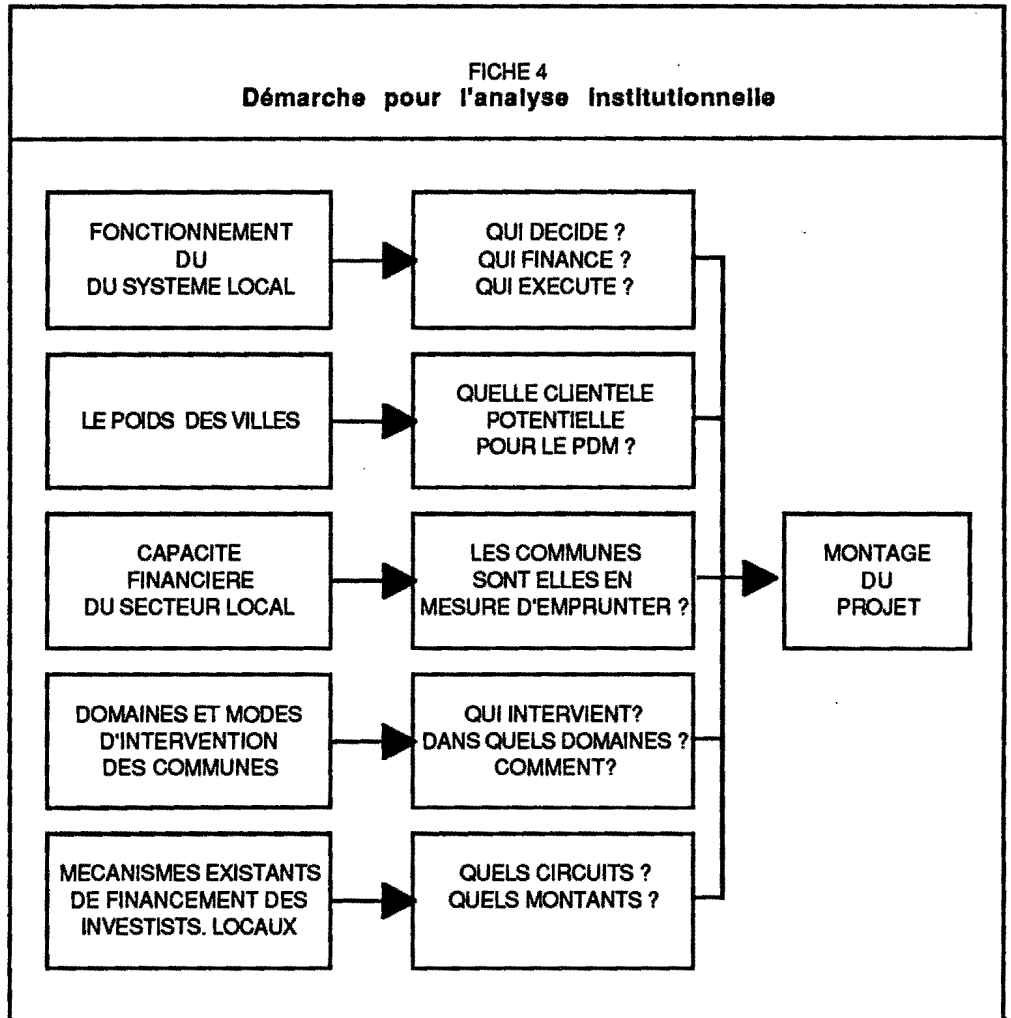 FICHE 4
Démarche pour l'analyse Institutionnelle
FONCTIONNEMENT
DU
DU SYSTEME LOCAL
QUI DECIDE ?
QUI FINANCE ?
QUI EXECUTE ?
LE POIDS DES VILLES
QUELLE CLIENTELE
POTENTIELLE
POUR LE PDM ?
CAPACITE
FINANCIERE
DU SECTEUR LOCAL
LES COMMUNES
SONT ELLES EN
MESURE D'EMPRUNTER ?
MONTAGE
DU
PROJET
DOMAINES ET MODES
D'INTERVENTION
DES COMMUNES
QUI INTERVIENT?
DANS QUELS DOMAINES ?
COMMENT?
MECANISMES EXISTANTS
DE FINANCEMENT DES
INVESTISTS. LOCAUX
QUELS CIRCUITS ?
QUELS MONTANTS ?